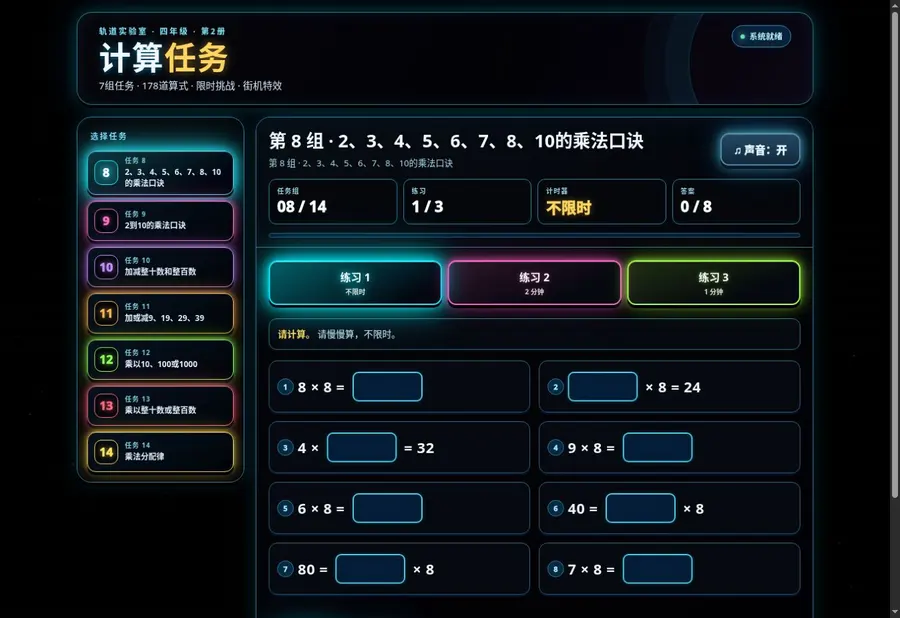 轨道实验室 · 四年级 · 第2册
计算任务
7组任务 · 178道算式 · 限时挑战 · 街机特效
系统就绪
选择任务
8
任务 8
2、3、4、5、6、7、8、10
的乘法口诀
9
任务 9
2到10的乘法口诀
10
任务 10
加减整十数和整百数
11
任务 11
加或减9、19、29、39
12
任务 12
乘以10、100或1000
13
任务 13
乘以整十数或整百数
14
任务 14
乘法分配律
第 8 组 · 2、3、4、5、6、7、8、10的乘法口诀
第 8 组 · 2、3、4、5、6、7、8、10的乘法口诀
♫ 声音：开
任务组
08 / 14
练习
1 / 3
计时器
不限时
答案
0 / 8
练习 1
不限时
练习 2
2 分钟
练习 3
1 分钟
请计算。 请慢慢算，不限时。
1 8 × 8 =
2 × 8 = 24
3 4 × = 32
4 9 × 8 =
5 6 × 8 =
6 40 = × 8
7 80 = × 8
8 7 × 8 =